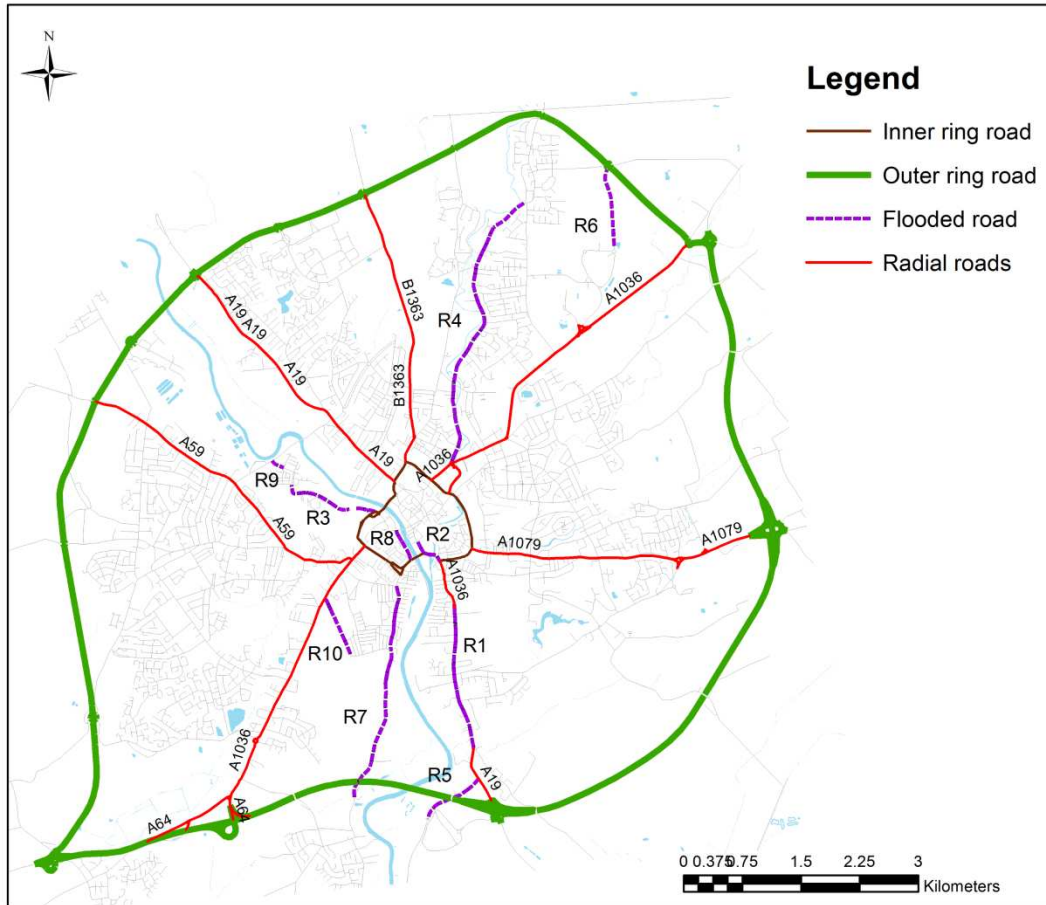 N
Legend
Inner ring road
Outer ring road
Flooded road
Radial roads
R6
A1036
B1363
R4
A19
A19
A19
B1363
A59
A19
A1036
R9
R3
A59
R8
R2
A1079
A1079
A1036
R10
R1
R7
A1036
R5
A19
A64
A64
0 0.375 0.75 1.5 2.25 3
Kilometers